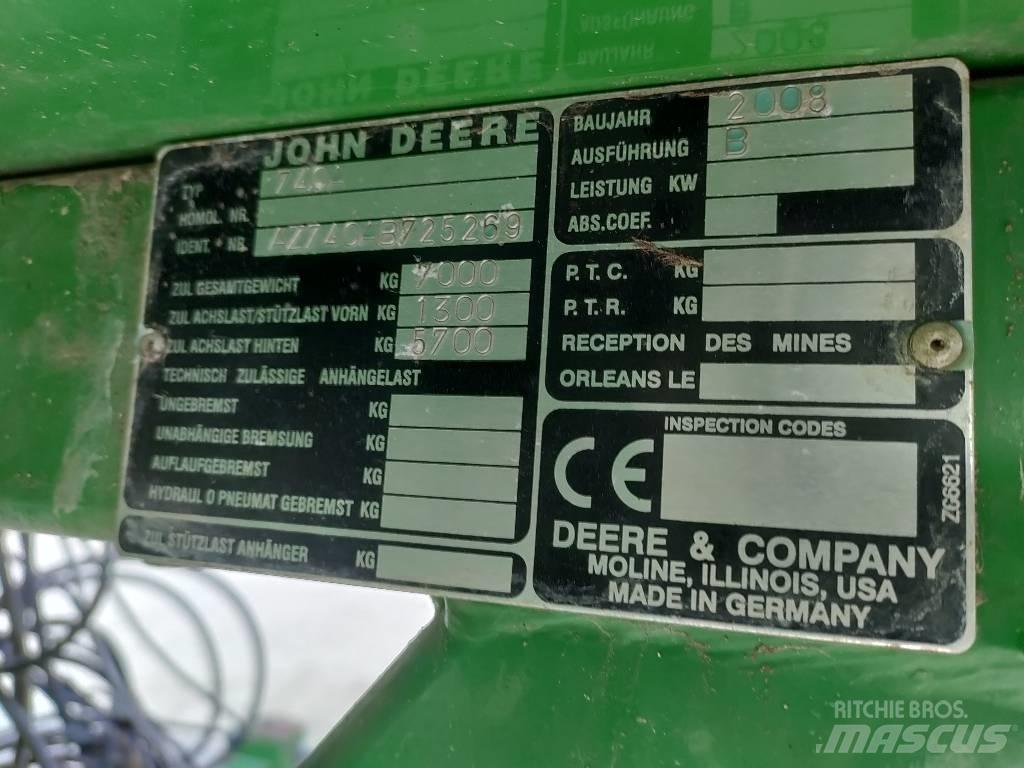 JOHN DEERE
TYP 740
HOMOL. NR.
IDENT. NR.
ZUL GESAMTGEWICHT KG 7000
ZUL ACHSLAST/STÜTZLAST VORN KG 1300
ZUL ACHSLAST HINTEN KG 5700
TECHNISCH ZULÄSSIGE ANHÄNGELAST
UNGEBREMST KG
UNABHÄNGIGE BREMSUNG KG
AUFLAUFGEBREMST KG
HYDRAUL O PNEUMAT GEBREMST KG
ZUL STÜTZLAST ANHÄNGER KG
BAUJAHR 2008
AUSFÜHRUNG B
LEISTUNG KW
ABS.COEF.
P.T.C. KG
P.T.R. KG
RECEPTION DES MINES
ORLEANS LE
INSPECTION CODES
CE
Z66621
DEERE & COMPANY
MOLINE, ILLINOIS, USA
MADE IN GERMANY
RITCHIE BROS.
MASCUS